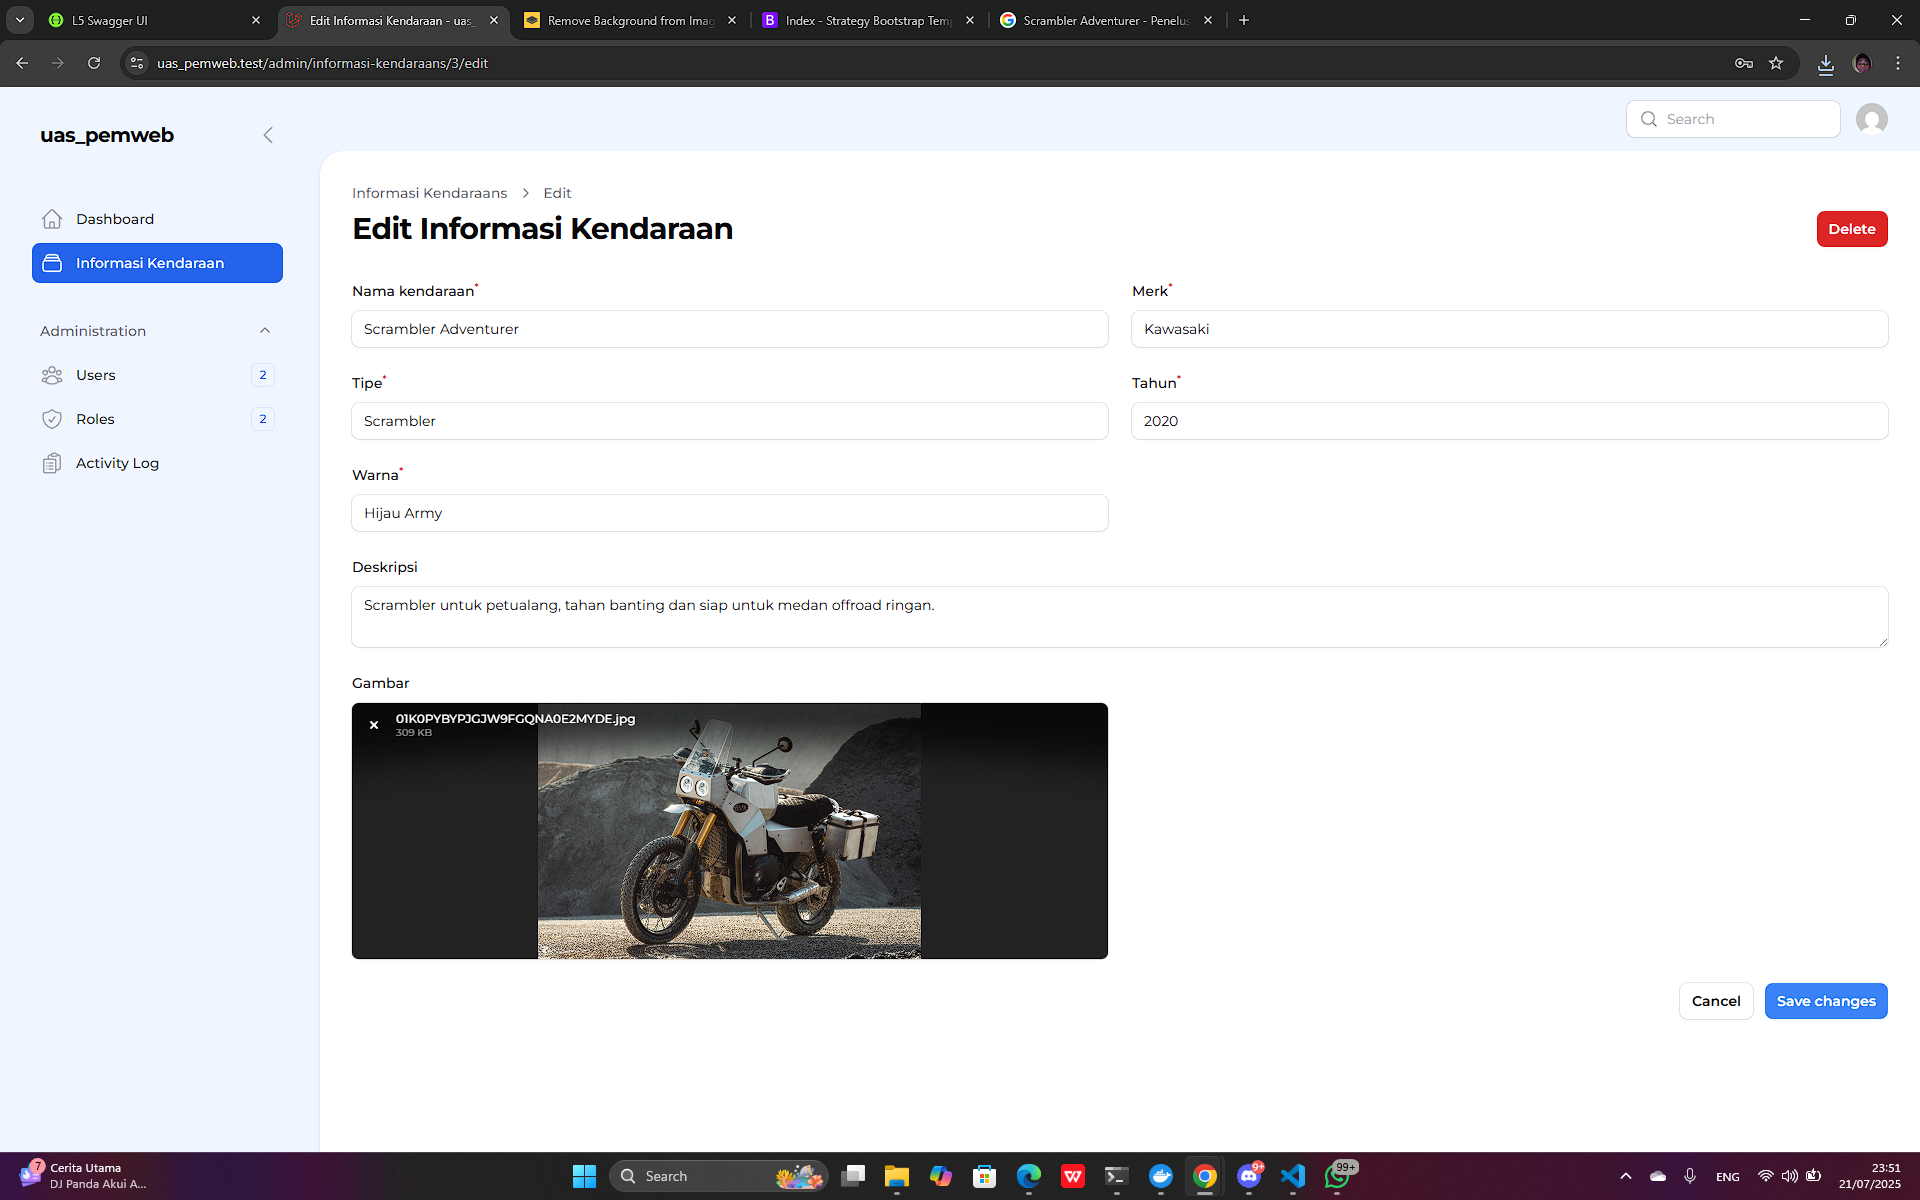 L5 Swagger UI
Edit Informasi Kendaraan - uas_
Remove Background from Imag
Index - Strategy Bootstrap Temp
Scrambler Adventurer - Penelus
uas_pemweb.test/admin/informasi-kendaraans/3/edit
uas_pemweb
Search
Dashboard
Informasi Kendaraan
Administration
Users 2
Roles 2
Activity Log
Informasi Kendaraans > Edit
Edit Informasi Kendaraan
Delete
Nama kendaraan*
Scrambler Adventurer
Merk*
Kawasaki
Tipe*
Scrambler
Tahun*
2020
Warna*
Hijau Army
Deskripsi
Scrambler untuk petualang, tahan banting dan siap untuk medan offroad ringan.
Gambar
01K0PYBYPJGJW9FGQNA0E2MYDE.jpg
309 KB
Cancel
Save changes
7
Cerita Utama
DJ Panda Akui A...
Search
9+
99+
ENG
23:51
21/07/2025